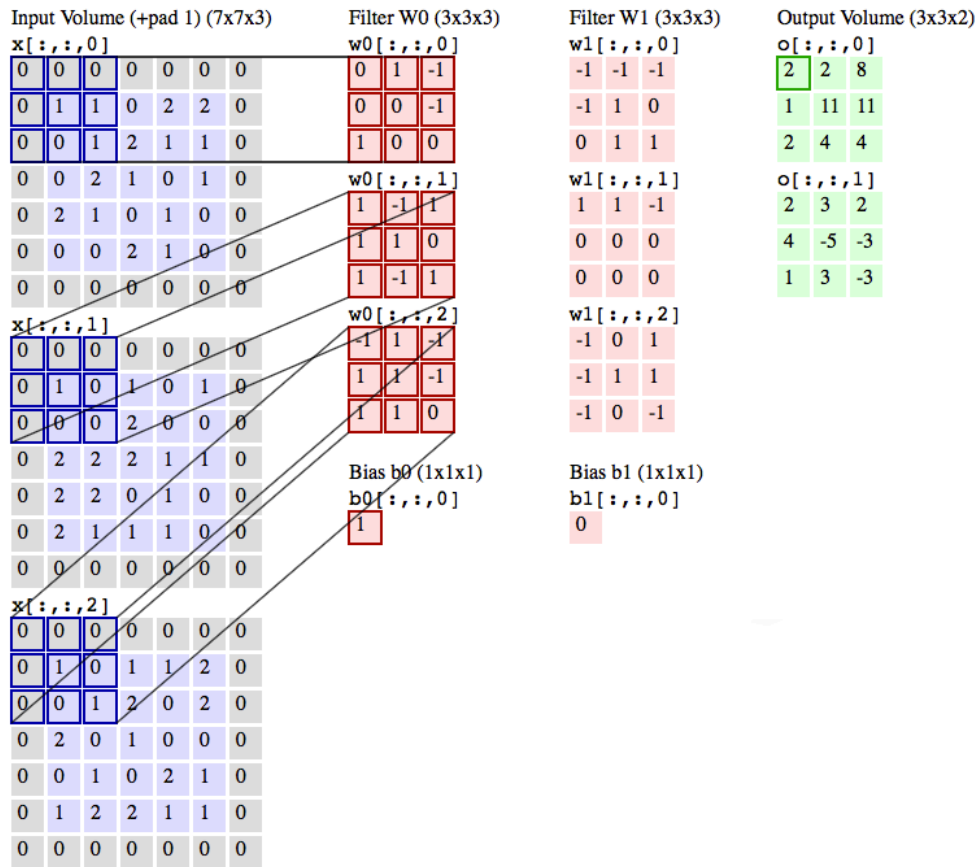 Input Volume (+pad 1) (7x7x3)
x[:,:,0]
0 0 0 0 0 0 0
0 1 1 0 2 2 0
0 0 1 2 1 1 0
0 0 2 1 0 1 0
0 2 1 0 1 0 0
0 0 0 2 1 0 0
0 0 0 0 0 0 0
x[:,:,1]
0 0 0 0 0 0 0
0 1 0 1 0 1 0
0 0 0 2 0 0 0
0 2 2 2 1 1 0
0 2 2 0 1 0 0
0 2 1 1 1 0 0
0 0 0 0 0 0 0
x[:,:,2]
0 0 0 0 0 0 0
0 1 0 1 1 2 0
0 0 1 2 0 2 0
0 2 0 1 0 0 0
0 0 1 0 2 1 0
0 1 2 2 1 1 0
0 0 0 0 0 0 0
Filter W0 (3x3x3)
w0[:,:,0]
0 1 -1
0 0 -1
1 0 0
w0[:,:,1]
1 -1 1
1 1 0
1 -1 1
w0[:,:,2]
-1 1 -1
1 1 -1
1 1 0
Bias b0 (1x1x1)
b0[:,:,0]
1
Filter W1 (3x3x3)
w1[:,:,0]
-1 -1 -1
-1 1 0
0 1 1
w1[:,:,1]
1 1 -1
0 0 0
0 0 0
w1[:,:,2]
-1 0 1
-1 1 1
-1 0 -1
Bias b1 (1x1x1)
b1[:,:,0]
0
Output Volume (3x3x2)
o[:,:,0]
2 2 8
1 11 11
2 4 4
o[:,:,1]
2 3 2
4 -5 -3
1 3 -3